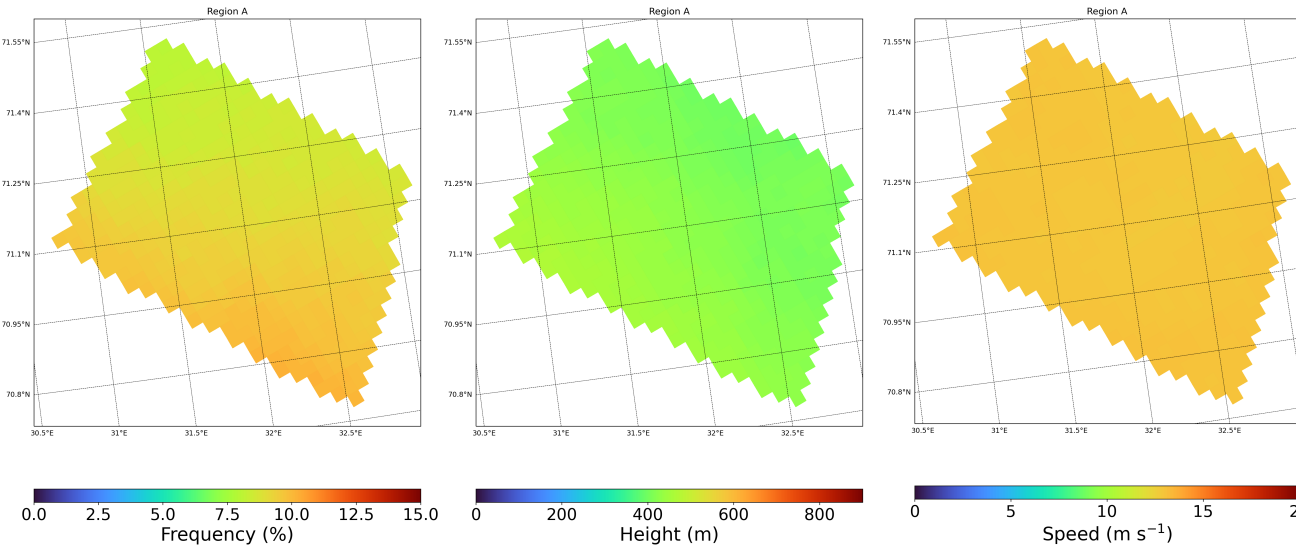 Region A
71.55°N
71.4°N
71.25°N
71.1°N
70.95°N
70.8°N
30.5°E 31°E 31.5°E 32°E 32.5°E
0.0 2.5 5.0 7.5 10.0 12.5 15.0
Frequency (%)
Region A
71.55°N
71.4°N
71.25°N
71.1°N
70.95°N
70.8°N
30.5°E 31°E 31.5°E 32°E 32.5°E
0 200 400 600 800
Height (m)
Region A
71.55°N
71.4°N
71.25°N
71.1°N
70.95°N
70.8°N
30.5°E 31°E 31.5°E 32°E 32.5°E
0 5 10 15
Speed (m s⁻¹)